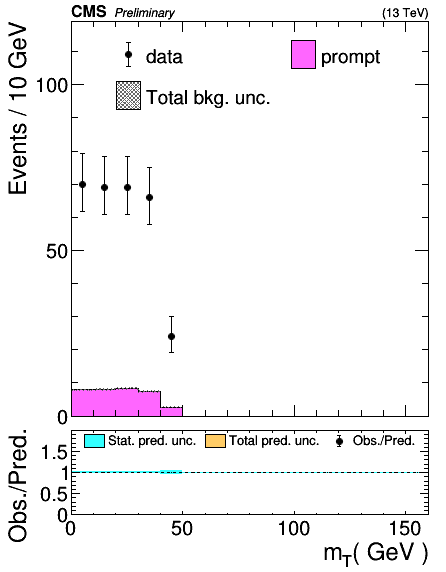 CMS Preliminary (13 TeV)
Events / 10 GeV
data prompt
Total bkg. unc.
100
50
0
Obs./Pred.
Stat. pred. unc. Total pred. unc. Obs./Pred.
1.5
1
0.5
0
0 50 100 150
m_T( GeV )